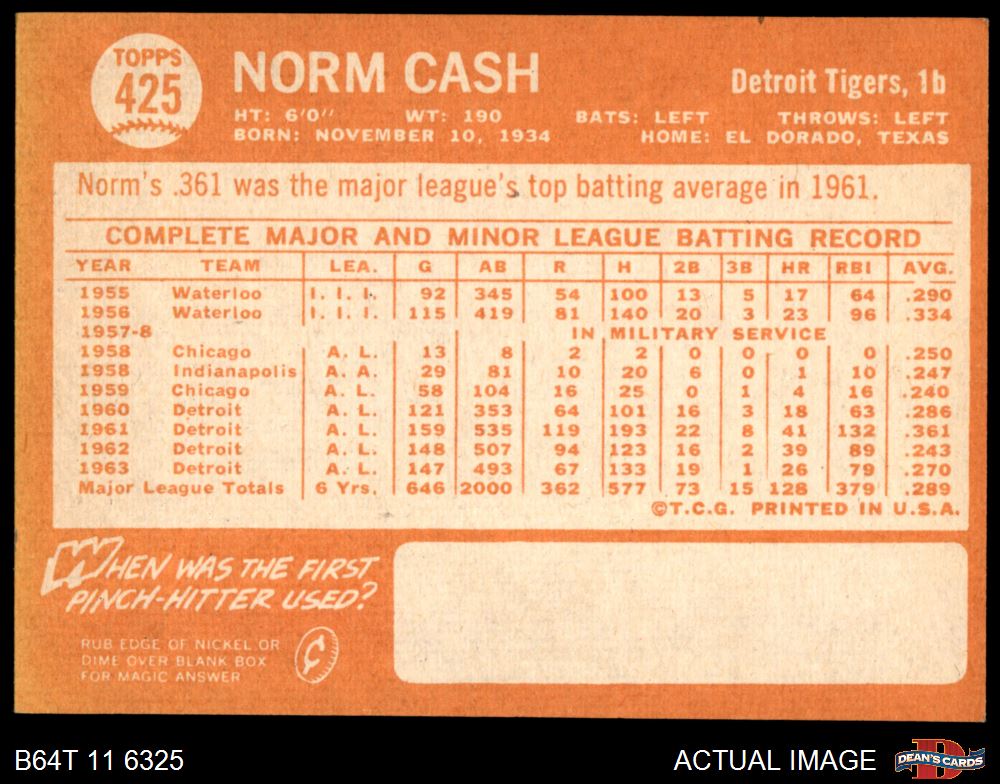 TOPPS
425
NORM CASH
Detroit Tigers, 1b
HT: 6'0" WT: 190 BATS: LEFT THROWS: LEFT
BORN: NOVEMBER 10, 1934 HOME: EL DORADO, TEXAS
Norm's .361 was the major league's top batting average in 1961.
COMPLETE MAJOR AND MINOR LEAGUE BATTING RECORD
YEAR TEAM LEA. G AB R H 2B 3B HR RBI AVG.
1955 Waterloo I. I. I. 92 345 54 100 13 5 17 64 .290
1956 Waterloo I. I. I. 115 419 81 140 20 3 23 96 .334
1957-8 IN MILITARY SERVICE
1958 Chicago A. L. 13 8 2 2 0 0 0 0 .250
1958 Indianapolis A. A. 29 81 10 20 6 0 1 10 .247
1959 Chicago A. L. 58 104 16 25 0 1 4 16 .240
1960 Detroit A. L. 121 353 64 101 16 3 18 63 .286
1961 Detroit A. L. 159 535 119 193 22 8 41 132 .361
1962 Detroit A. L. 148 507 94 123 16 2 39 89 .243
1963 Detroit A. L. 147 493 67 133 19 1 26 79 .270
Major League Totals 6 Yrs. 646 2000 362 577 73 15 128 379 .289
©T.C.G. PRINTED IN U.S.A.
WHEN WAS THE FIRST
PINCH-HITTER USED?
RUB EDGE OF NICKEL OR
DIME OVER BLANK BOX
FOR MAGIC ANSWER
¢
B64T 11 6325
ACTUAL IMAGE
DEAN'S CARDS